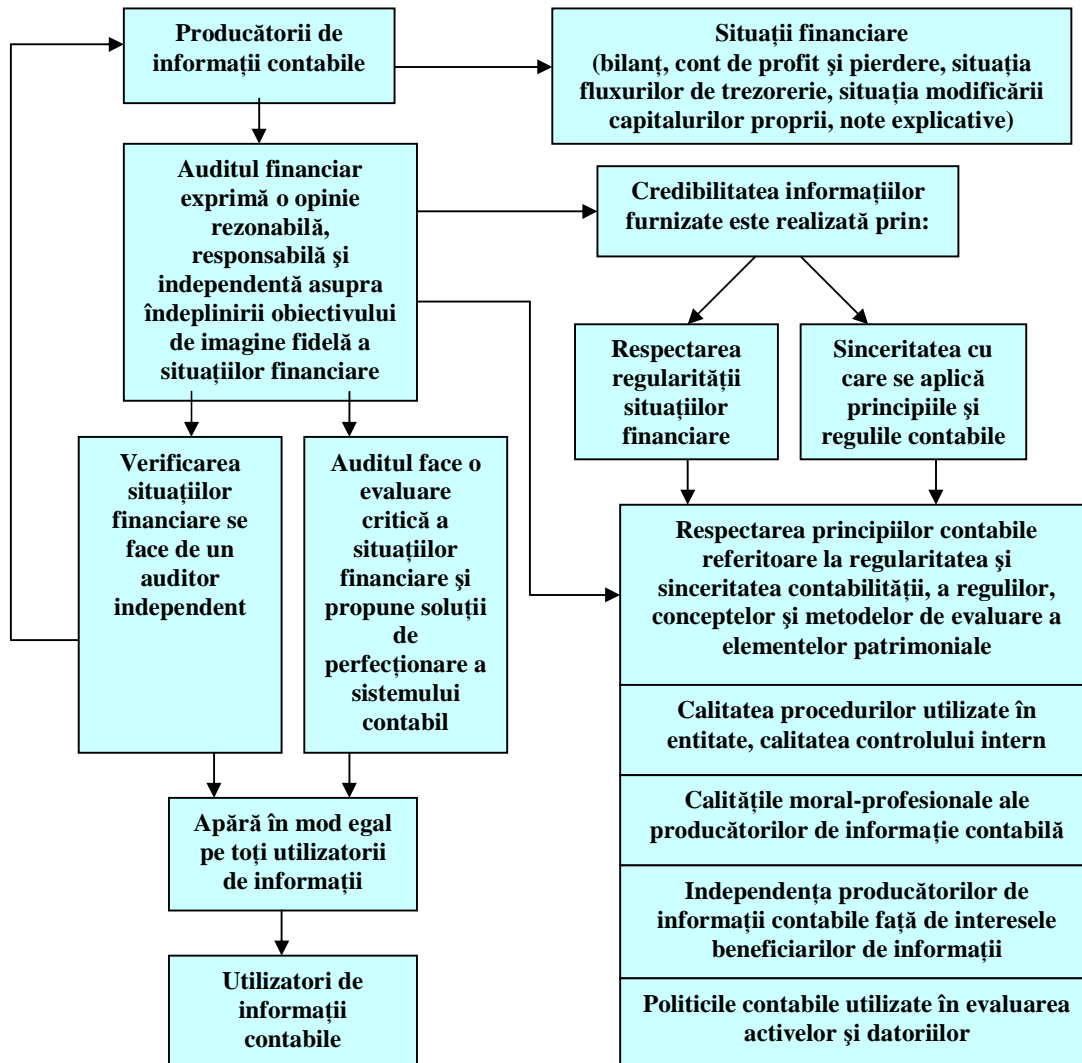 Producătorii de
informații contabile
Situații financiare
(bilanț, cont de profit şi pierdere, situația
fluxurilor de trezorerie, situația modificării
capitalurilor proprii, note explicative)
Auditul financiar
exprimă o opinie
rezonabilă,
responsabilă şi
independentă asupra
îndeplinirii obiectivului
de imagine fidelă a
situațiilor financiare
Credibilitatea informațiilor
furnizate este realizată prin:
Respectarea
regularității
situațiilor
financiare
Sinceritatea cu
care se aplică
principiile şi
regulile contabile
Verificarea
situațiilor
financiare se
face de un
auditor
independent
Auditul face o
evaluare
critică a
situațiilor
financiare şi
propune soluții
de
perfecționare a
sistemului
contabil
Respectarea principiilor contabile
referitoare la regularitatea şi
sinceritatea contabilității, a regulilor,
conceptelor şi metodelor de evaluare a
elementelor patrimoniale
Calitatea procedurilor utilizate în
entitate, calitatea controlului intern
Calitățile moral-profesionale ale
producătorilor de informație contabilă
Independența producătorilor de
informații contabile față de interesele
beneficiarilor de informații
Politicile contabile utilizate în evaluarea
activelor şi datoriilor
Apără în mod egal
pe toți utilizatorii
de informații
Utilizatori de
informații
contabile